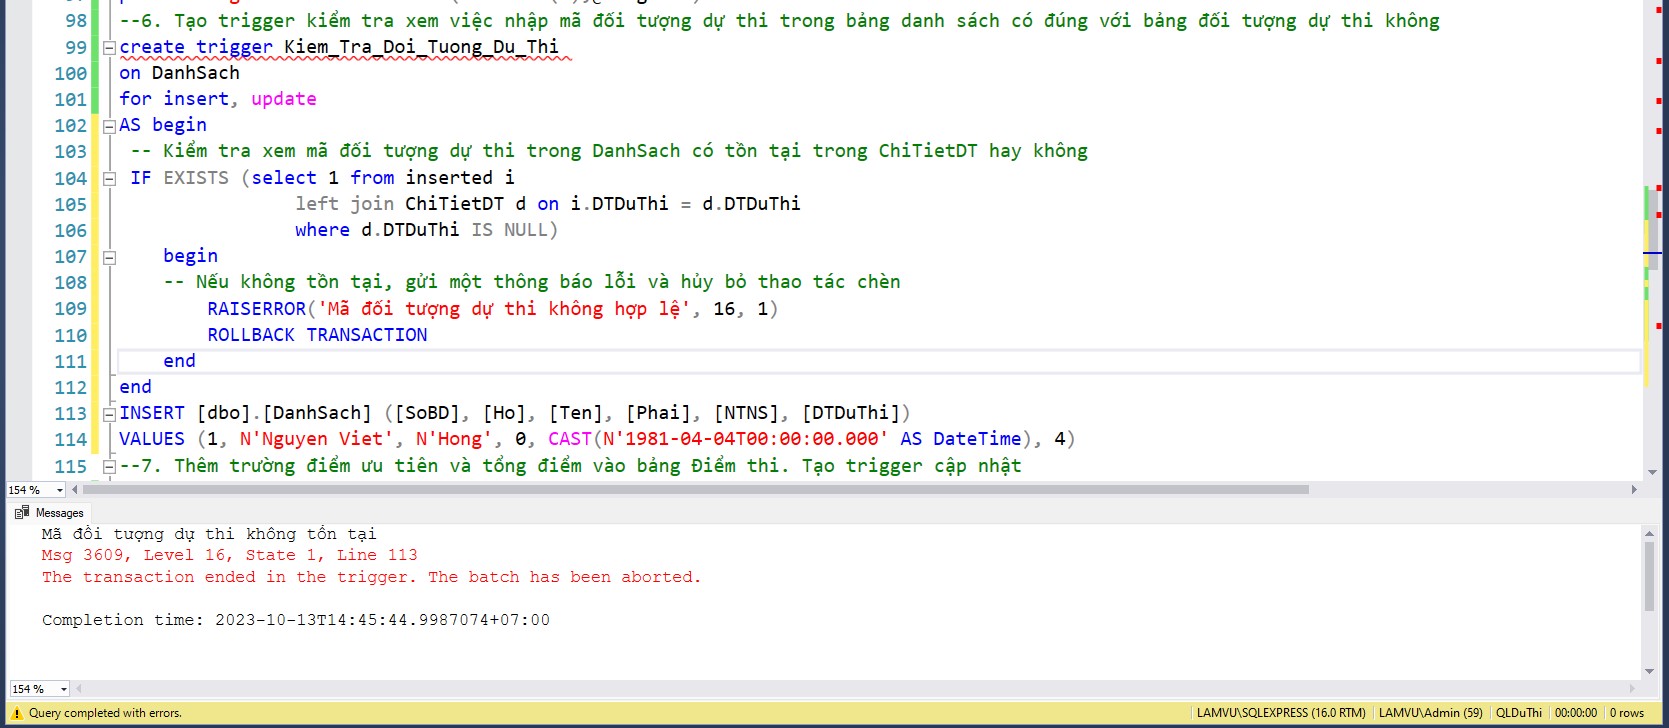 98 --6. Tạo trigger kiểm tra xem việc nhập mã đối tượng dự thi trong bảng danh sách có đúng với bảng đối tượng dự thi không
99 create trigger Kiem_Tra_Doi_Tuong_Du_Thi
100 on DanhSach
101 for insert, update
102 AS begin
103 -- Kiểm tra xem mã đối tượng dự thi trong DanhSach có tồn tại trong ChiTietDT hay không
104 IF EXISTS (select 1 from inserted i
105 left join ChiTietDT d on i.DTDuThi = d.DTDuThi
106 where d.DTDuThi IS NULL)
107 begin
108 -- Nếu không tồn tại, gửi một thông báo lỗi và hủy bỏ thao tác chèn
109 RAISERROR('Mã đối tượng dự thi không hợp lệ', 16, 1)
110 ROLLBACK TRANSACTION
111 end
112 end
113 INSERT [dbo].[DanhSach] ([SoBD], [Ho], [Ten], [Phai], [NTNS], [DTDuThi])
114 VALUES (1, N'Nguyen Viet', N'Hong', 0, CAST(N'1981-04-04T00:00:00.000' AS DateTime), 4)
115 --7. Thêm trường điểm ưu tiên và tổng điểm vào bảng Điểm thi. Tạo trigger cập nhật
154 %
Messages
Mã đối tượng dự thi không tồn tại
Msg 3609, Level 16, State 1, Line 113
The transaction ended in the trigger. The batch has been aborted.
Completion time: 2023-10-13T14:45:44.9987074+07:00
154 %
Query completed with errors. LAMVU\SQLEXPRESS (16.0 RTM) LAMVU\Admin (59) QLDuThi 00:00:00 0 rows